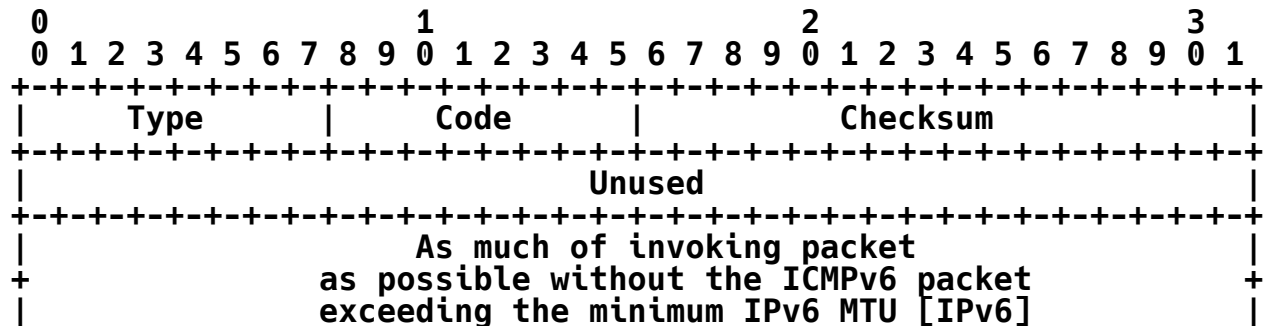 0                   1                   2                   3
 0 1 2 3 4 5 6 7 8 9 0 1 2 3 4 5 6 7 8 9 0 1 2 3 4 5 6 7 8 9 0 1
+-+-+-+-+-+-+-+-+-+-+-+-+-+-+-+-+-+-+-+-+-+-+-+-+-+-+-+-+-+-+-+-+
|     Type      |     Code      |          Checksum             |
+-+-+-+-+-+-+-+-+-+-+-+-+-+-+-+-+-+-+-+-+-+-+-+-+-+-+-+-+-+-+-+-+
|                             Unused                            |
+-+-+-+-+-+-+-+-+-+-+-+-+-+-+-+-+-+-+-+-+-+-+-+-+-+-+-+-+-+-+-+-+
|                    As much of invoking packet                 |
+               as possible without the ICMPv6 packet           +
|               exceeding the minimum IPv6 MTU [IPv6]           |